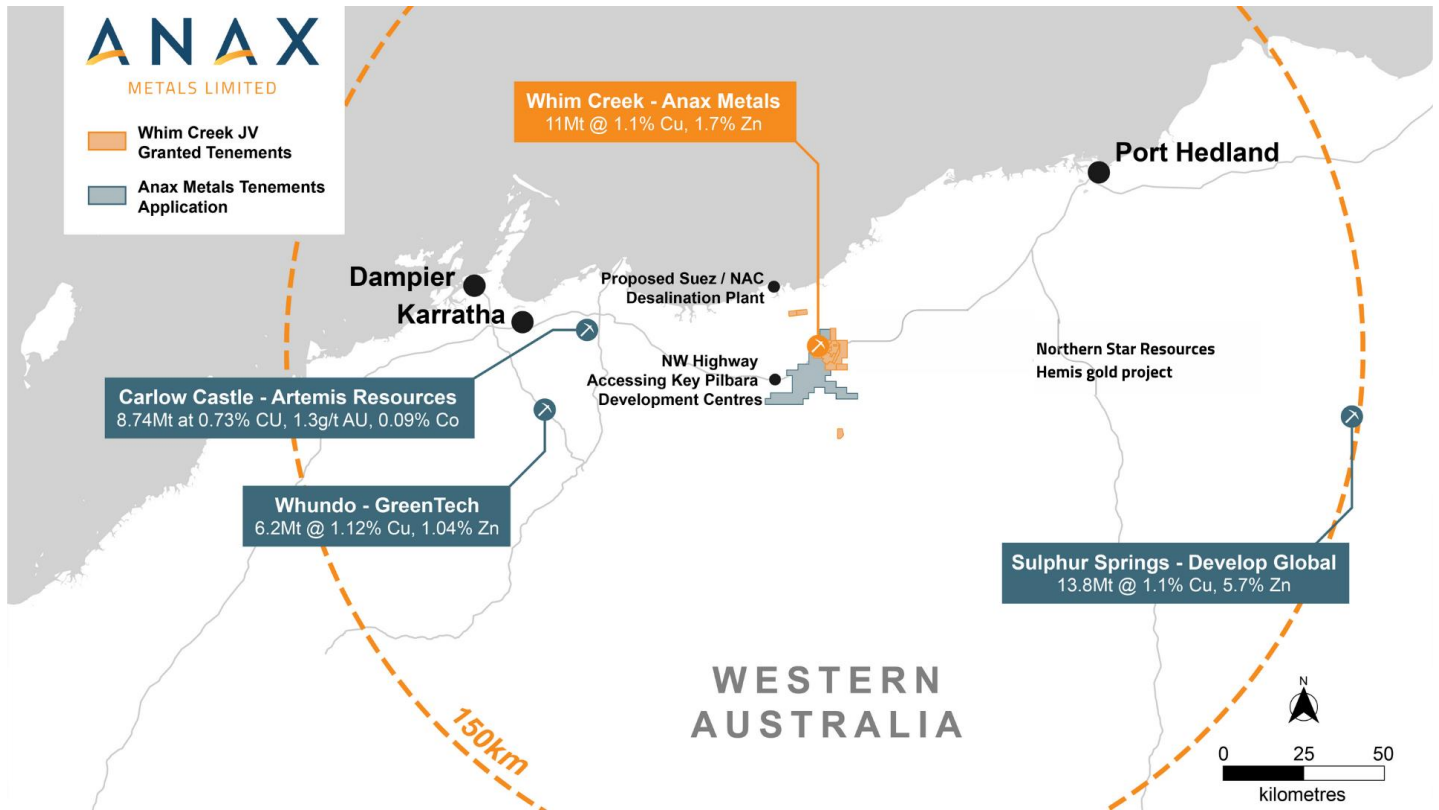 ANAX
METALS LIMITED
Whim Creek JV
Granted Tenements
Anax Metals Tenements
Application
Whim Creek - Anax Metals
11Mt @ 1.1% Cu, 1.7% Zn
Port Hedland
Dampier
Karratha
Proposed Suez / NAC
Desalination Plant
NW Highway
Accessing Key Pilbara
Development Centres
Northern Star Resources
Hemis gold project
Carlow Castle - Artemis Resources
8.74Mt at 0.73% CU, 1.3g/t AU, 0.09% Co
Whundo - GreenTech
6.2Mt @ 1.12% Cu, 1.04% Zn
Sulphur Springs - Develop Global
13.8Mt @ 1.1% Cu, 5.7% Zn
WESTERN
AUSTRALIA
150km
N
0 25 50
kilometres